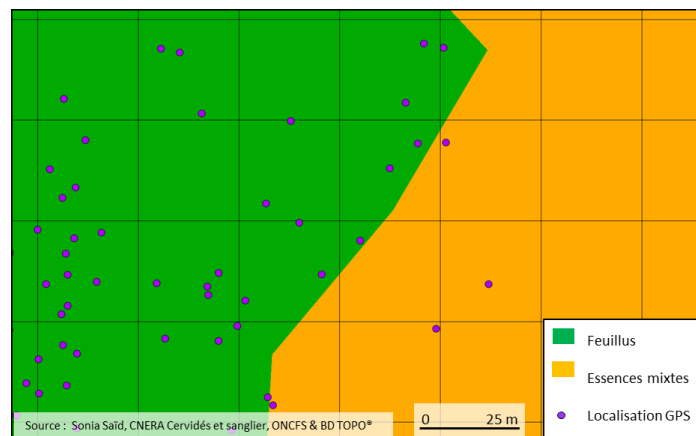 Feuillus
Essences mixtes
Localisation GPS
Source : Sonia Saïd, CNERA Cervidés et sanglier, ONCFS & BD TOPO®
0 25 m